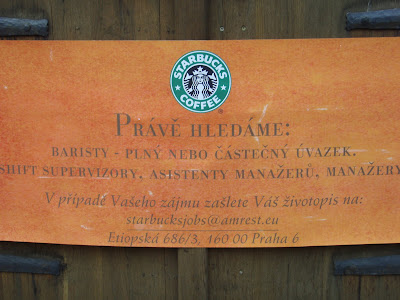 STARBUCKS
COFFEE
PRÁVĚ HLEDÁME:
BARISTY - PLNÝ NEBO ČÁSTEČNÝ ÚVAZEK,
SHIFT SUPERVIZORY, ASISTENTY MANAŽERŮ, MANAŽERY
V případě Vašeho zájmu zašlete Váš životopis na:
starbucksjobs@amrest.eu
Etiopská 686/3, 160 00 Praha 6